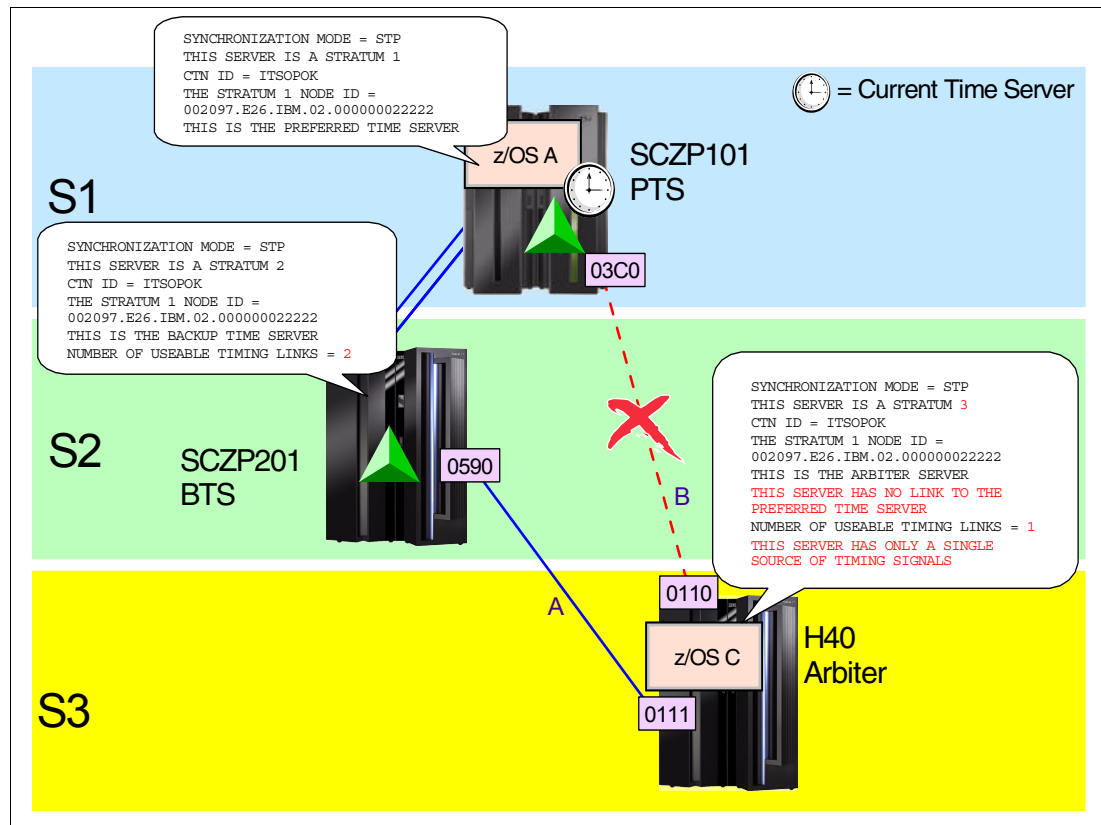 SYNCHRONIZATION MODE = STP
THIS SERVER IS A STRATUM 1
CTN ID = ITSOPOK
THE STRATUM 1 NODE ID =
002097.E26.IBM.02.000000022222
THIS IS THE PREFERRED TIME SERVER
= Current Time Server
z/OS A
SCZP101
PTS
S1
03C0
SYNCHRONIZATION MODE = STP
THIS SERVER IS A STRATUM 2
CTN ID = ITSOPOK
THE STRATUM 1 NODE ID =
002097.E26.IBM.02.000000022222
THIS IS THE BACKUP TIME SERVER
NUMBER OF USEABLE TIMING LINKS = 2
S2
SCZP201
BTS
0590
B
SYNCHRONIZATION MODE = STP
THIS SERVER IS A STRATUM 3
CTN ID = ITSOPOK
THE STRATUM 1 NODE ID =
002097.E26.IBM.02.000000022222
THIS IS THE ARBITER SERVER
THIS SERVER HAS NO LINK TO THE
PREFERRED TIME SERVER
NUMBER OF USEABLE TIMING LINKS = 1
THIS SERVER HAS ONLY A SINGLE
SOURCE OF TIMING SIGNALS
A
0110
z/OS C
H40
Arbiter
0111
S3